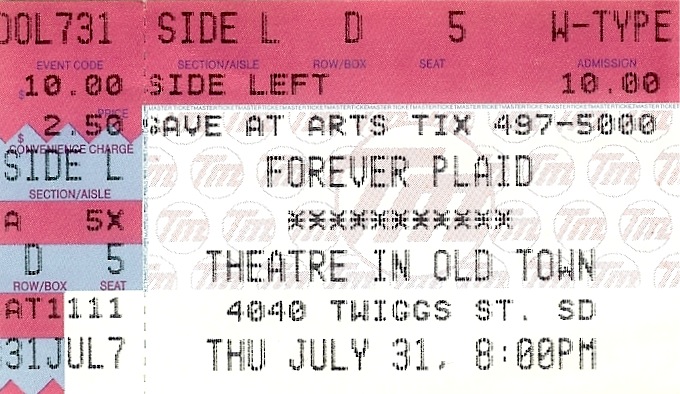 DOL731
EVENT CODE
$10.00
PRICE
$2.50
CONVENIENCE CHARGE
SIDE L
SECTION/AISLE
A 5X
D 5
ROW/BOX SEAT
AT1111
31JUL7
SIDE L D 5 W-TYPE
SECTION/AISLE ROW/BOX SEAT ADMISSION
SIDE LEFT 10.00
SAVE AT ARTS TIX 497-5000
FOREVER PLAID
***********
THEATRE IN OLD TOWN
4040 TWIGGS ST. SD
THU JULY 31, 8:00PM